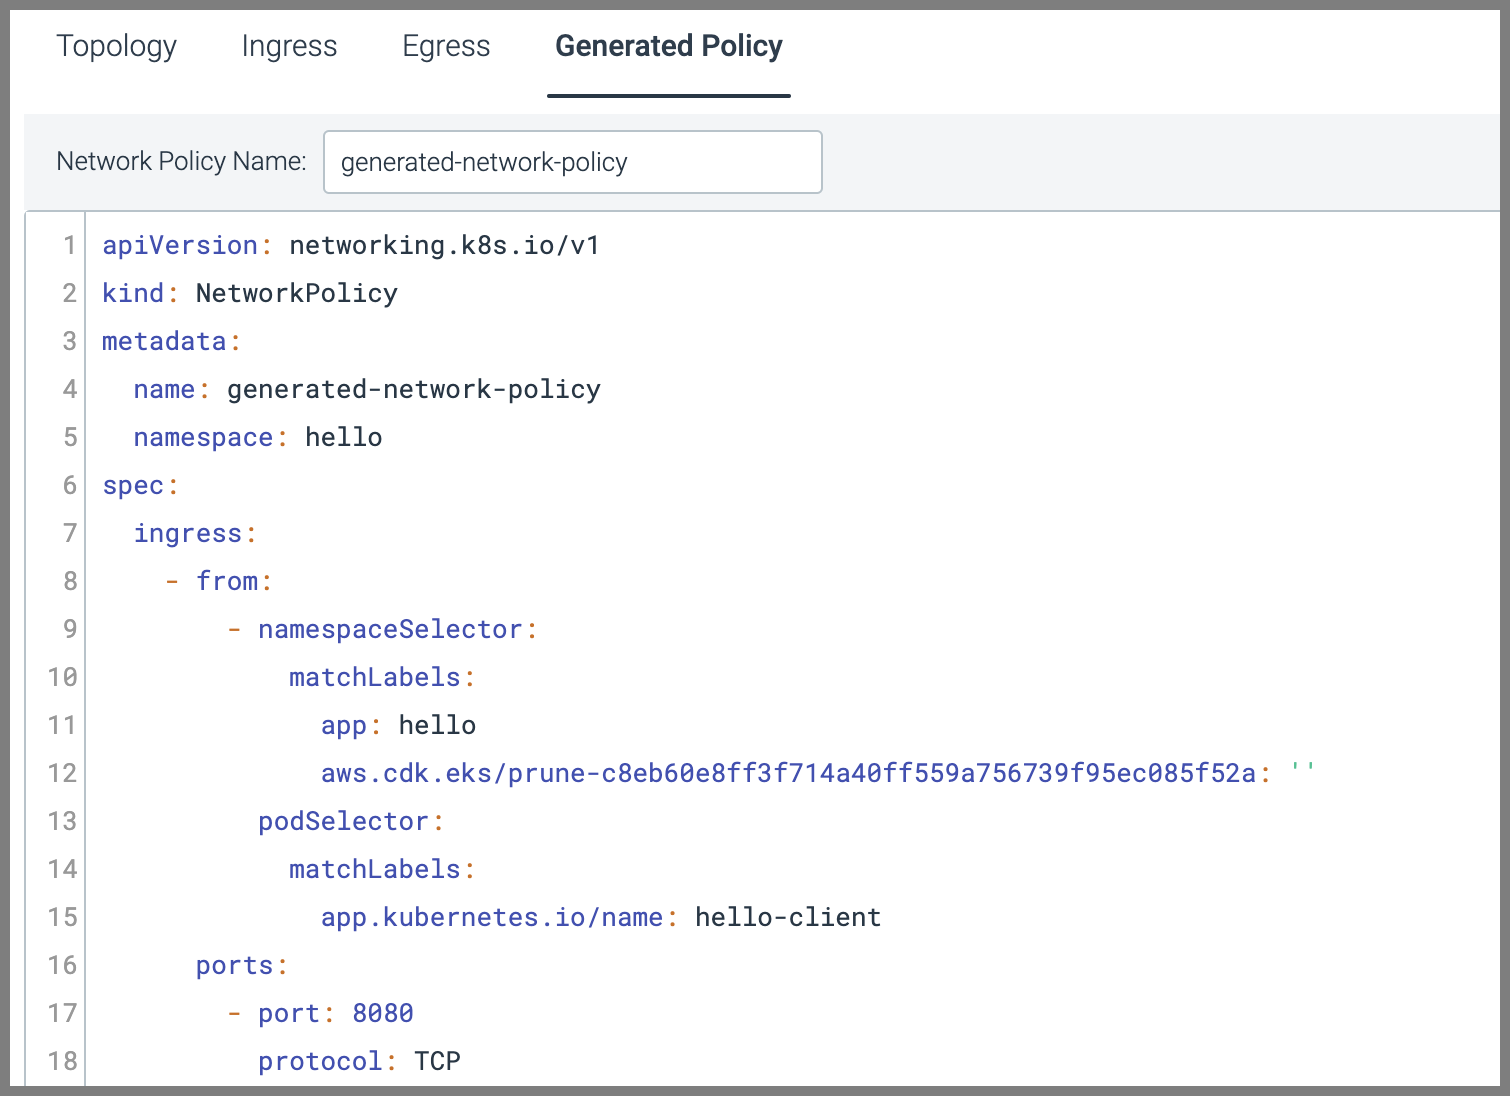 Topology Ingress Egress Generated Policy
Network Policy Name: generated-network-policy
1 apiVersion: networking.k8s.io/v1
2 kind: NetworkPolicy
3 metadata:
4   name: generated-network-policy
5   namespace: hello
6 spec:
7   ingress:
8     - from:
9         - namespaceSelector:
10             matchLabels:
11               app: hello
12               aws.cdk.eks/prune-c8eb60e8ff3f714a40ff559a756739f95ec085f52a: ''
13           podSelector:
14             matchLabels:
15               app.kubernetes.io/name: hello-client
16       ports:
17         - port: 8080
18           protocol: TCP